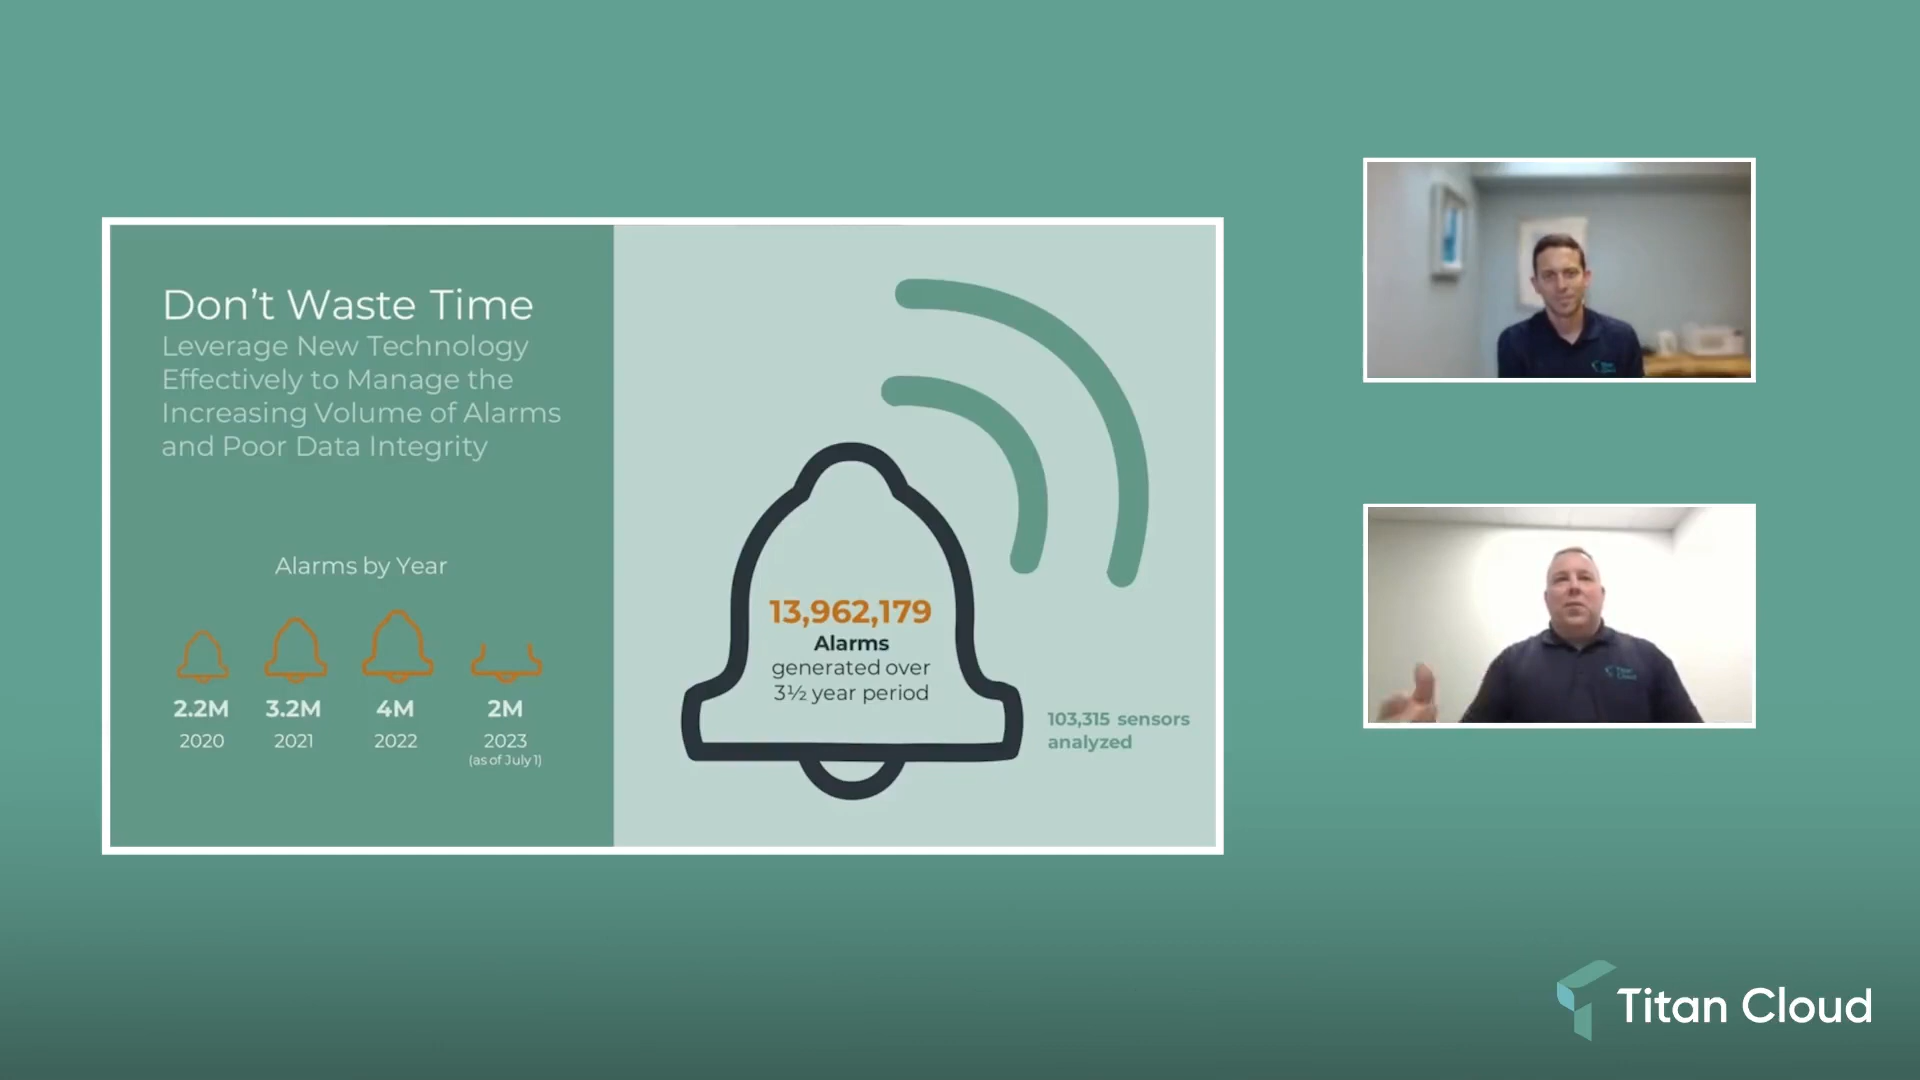 Don't Waste Time
Leverage New Technology
Effectively to Manage the
Increasing Volume of Alarms
and Poor Data Integrity
Alarms by Year
2.2M
2020
3.2M
2021
4M
2022
2M
2023
(as of July 1)
13,962,179
Alarms
generated over
3½ year period
103,315 sensors
analyzed
Titan
Cloud
Titan Cloud